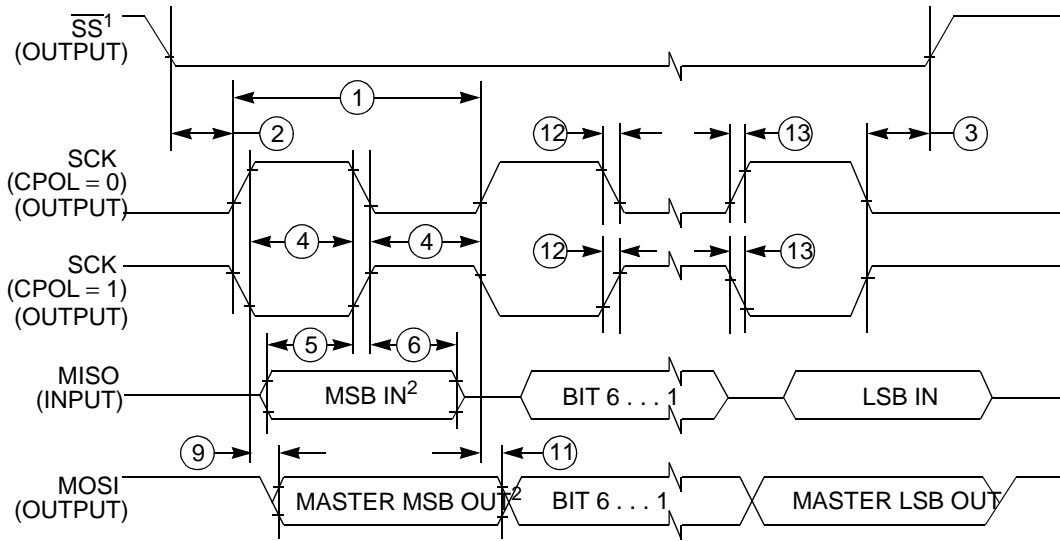 SS¹
(OUTPUT)
1
2
12
13
3
SCK
(CPOL = 0)
(OUTPUT)
4
4
SCK
(CPOL = 1)
(OUTPUT)
12
13
5
6
MISO
(INPUT)
MSB IN²
BIT 6 . . . 1
LSB IN
9
11
MOSI
(OUTPUT)
MASTER MSB OUT²
BIT 6 . . . 1
MASTER LSB OUT